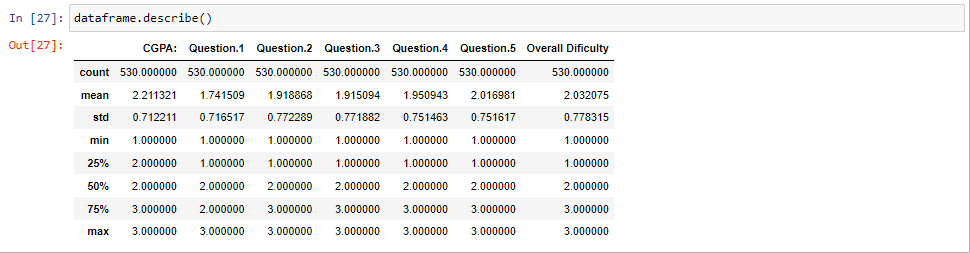 In [27]: dataframe.describe()
Out[27]:
CGPA: Question.1 Question.2 Question.3 Question.4 Question.5 Overall Dificulty
count 530.000000 530.000000 530.000000 530.000000 530.000000 530.000000 530.000000
mean 2.211321 1.741509 1.918868 1.915094 1.950943 2.016981 2.032075
std 0.712211 0.716517 0.772289 0.771882 0.751463 0.751617 0.778315
min 1.000000 1.000000 1.000000 1.000000 1.000000 1.000000 1.000000
25% 2.000000 1.000000 1.000000 1.000000 1.000000 1.000000 1.000000
50% 2.000000 2.000000 2.000000 2.000000 2.000000 2.000000 2.000000
75% 3.000000 2.000000 3.000000 3.000000 3.000000 3.000000 3.000000
max 3.000000 3.000000 3.000000 3.000000 3.000000 3.000000 3.000000